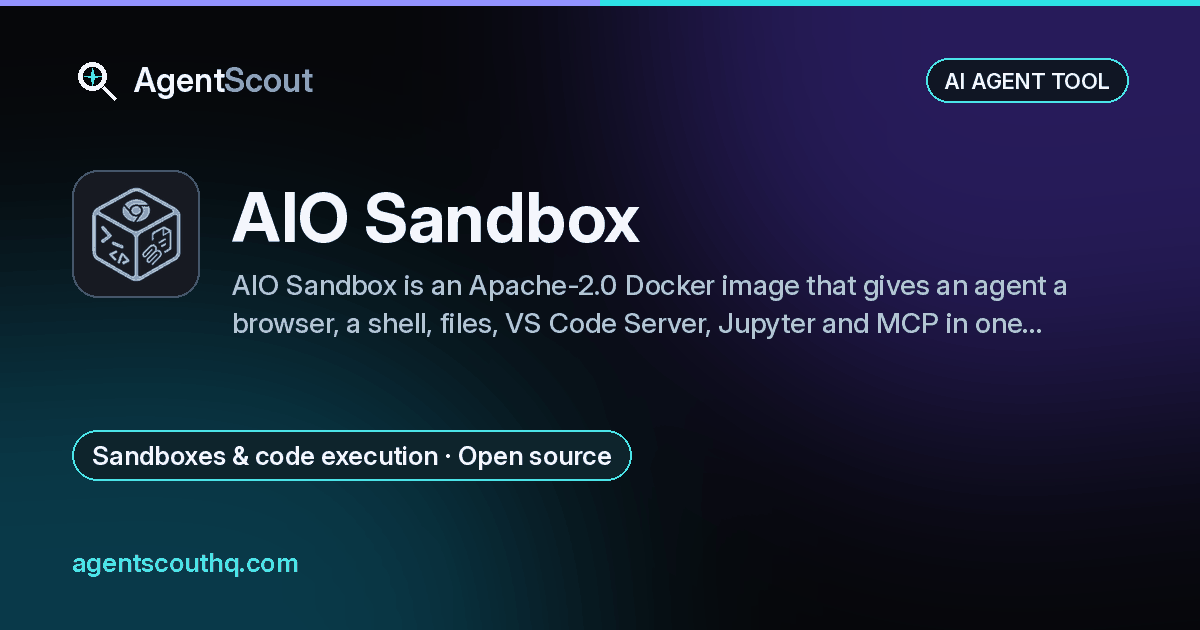 AgentScout
AI AGENT TOOL
AIO Sandbox
AIO Sandbox is an Apache-2.0 Docker image that gives an agent a
browser, a shell, files, VS Code Server, Jupyter and MCP in one...
Sandboxes & code execution · Open source
agentscouthq.com